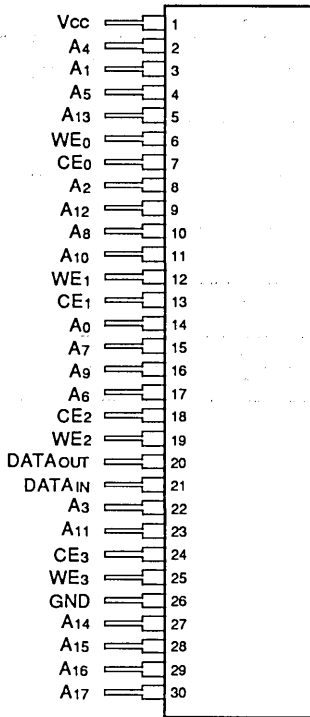 Vcc 1
A4 2
A1 3
A5 4
A13 5
WE0 6
CE0 7
A2 8
A12 9
A8 10
A10 11
WE1 12
CE1 13
A0 14
A7 15
A9 16
A6 17
CE2 18
WE2 19
DATAOUT 20
DATAIN 21
A3 22
A11 23
CE3 24
WE3 25
GND 26
A14 27
A15 28
A16 29
A17 30